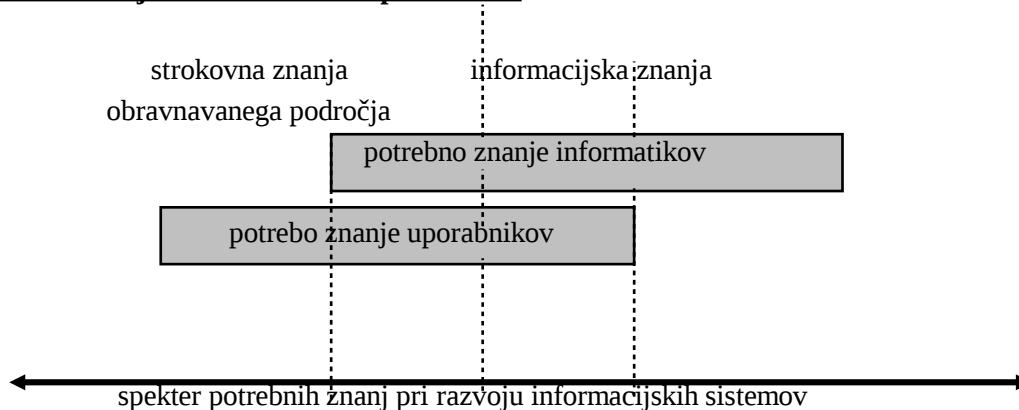 strokovna znanja
obravnavanega področja
informacijska znanja
potrebno znanje informatikov
potrebo znanje uporabnikov
spekter potrebnih znanj pri razvoju informacijskih sistemov